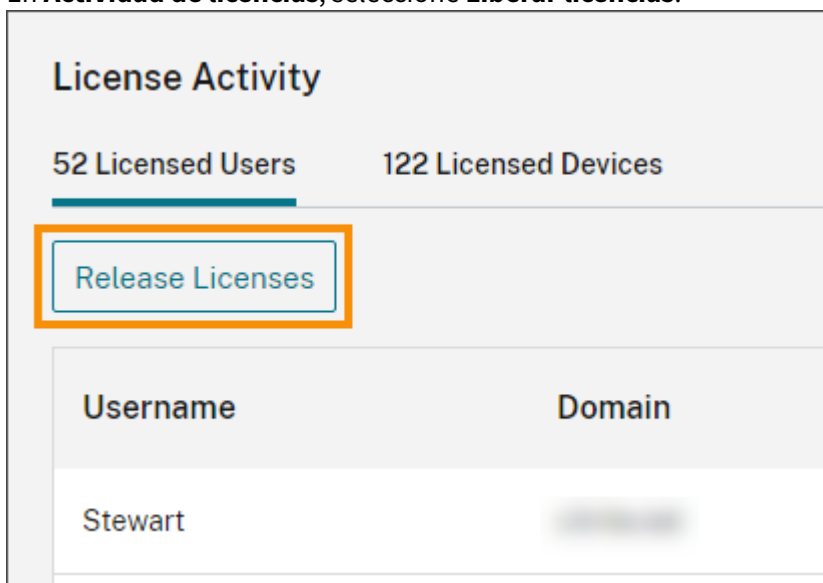 En Actividad de licencias, seleccione Liberar licencias.
License Activity
52 Licensed Users 122 Licensed Devices
Release Licenses
Username Domain
Stewart